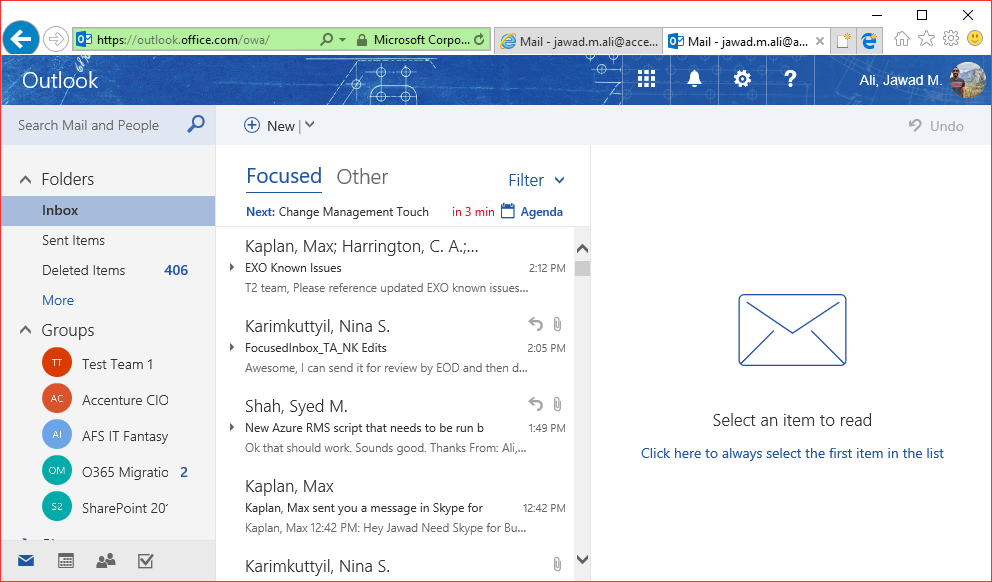 https://outlook.office.com/owa/
Microsoft Corpo...
Mail - jawad.m.ali@acce...
Mail - jawad.m.ali@a...
Outlook
?
Ali, Jawad M.
Search Mail and People
New |
Undo
Folders
Inbox
Sent Items
Deleted Items 406
More
Groups
TT Test Team 1
AC Accenture CIO
AI AFS IT Fantasy
OM O365 Migratio 2
S2 SharePoint 201
Focused Other
Filter
Next: Change Management Touch in 3 min Agenda
Kaplan, Max; Harrington, C. A.;...
EXO Known Issues 2:12 PM
T2 team, Please reference updated EXO known issues...
Karimkuttyil, Nina S.
FocusedInbox_TA_NK Edits 2:05 PM
Awesome, I can send it for review by EOD and then d...
Shah, Syed M.
New Azure RMS script that needs to be run b 1:49 PM
Ok that should work. Sounds good. Thanks From: Ali,...
Kaplan, Max
Kaplan, Max sent you a message in Skype for 12:42 PM
Kaplan, Max 12:42 PM: Hey Jawad Need Skype for Bu...
Karimkuttyil, Nina S.
Select an item to read
Click here to always select the first item in the list